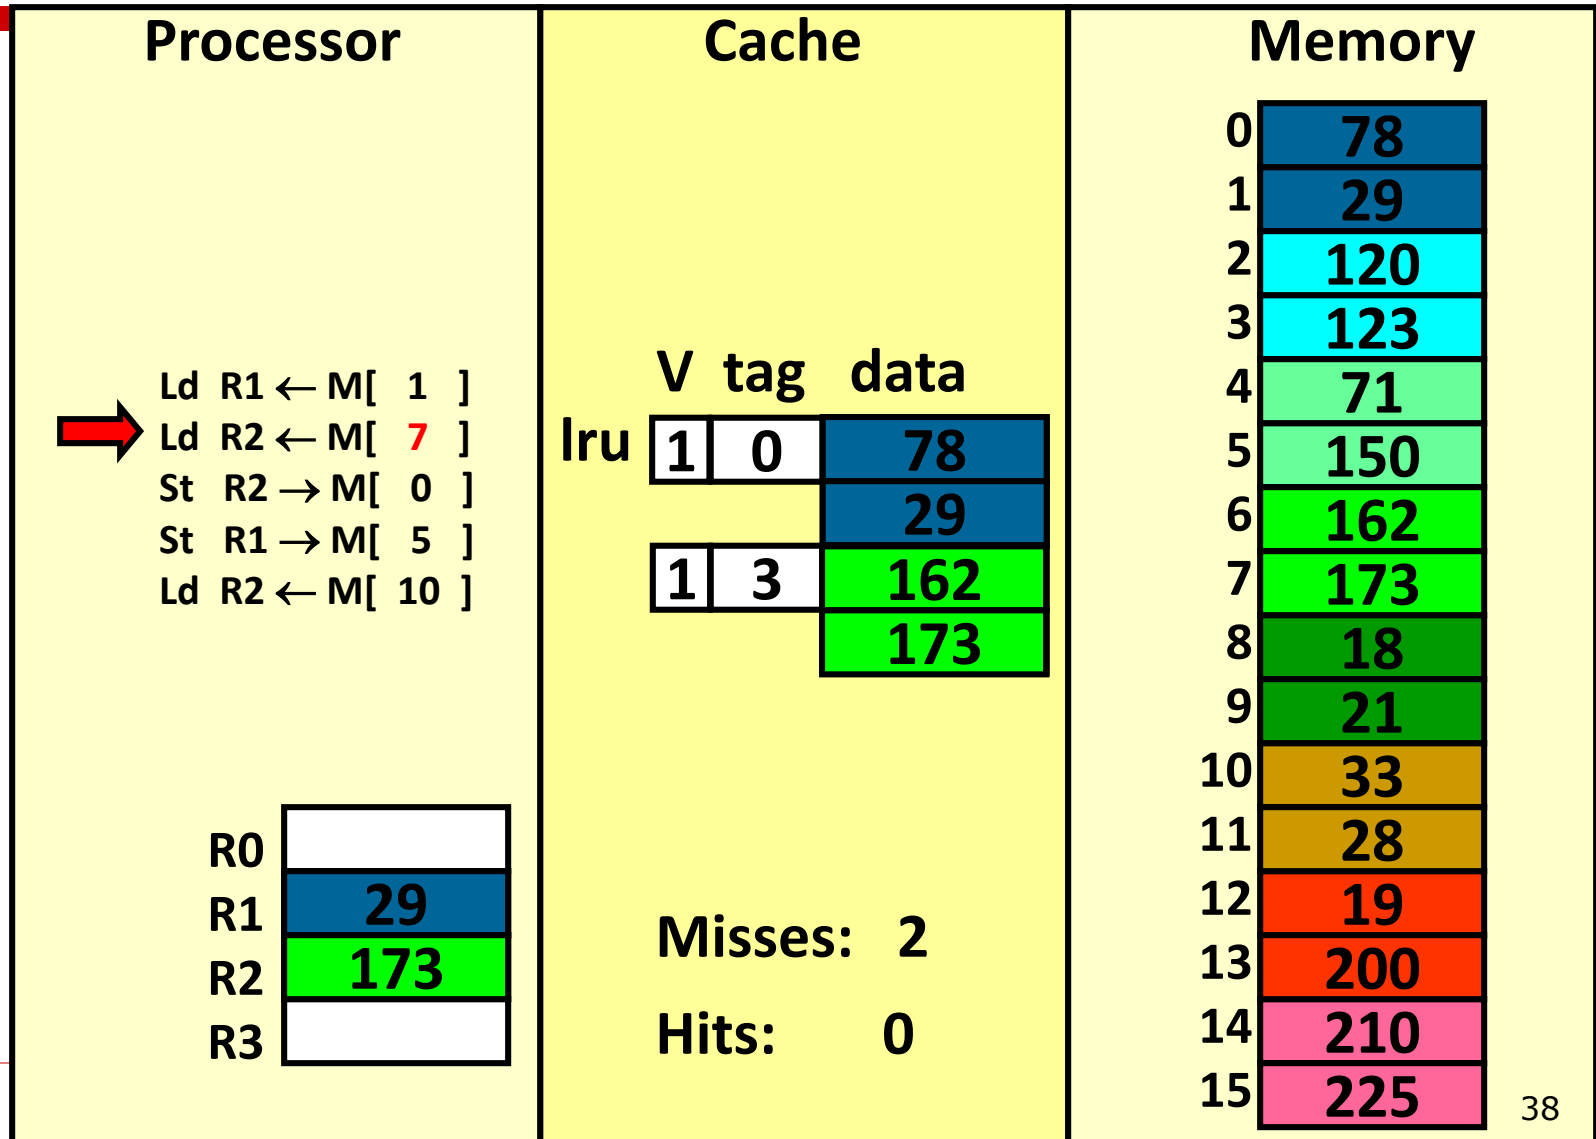 Processor
Ld R1 ← M[ 1 ]
Ld R2 ← M[ 7 ]
St R2 → M[ 0 ]
St R1 → M[ 5 ]
Ld R2 ← M[ 10 ]
R0
R1 29
R2 173
R3
Cache
V tag data
lru 1 0 78
29
1 3 162
173
Misses: 2
Hits: 0
Memory
0 78
1 29
2 120
3 123
4 71
5 150
6 162
7 173
8 18
9 21
10 33
11 28
12 19
13 200
14 210
15 225
38